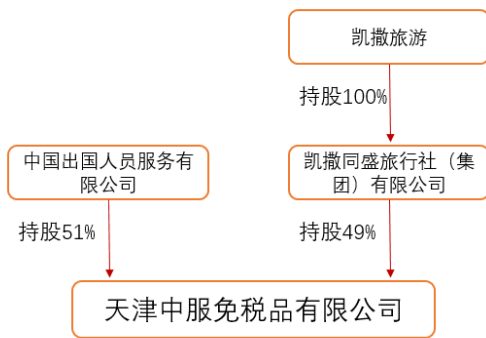 凯撒旅游
持股100%
中国出国人员服务有
限公司
凯撒同盛旅行社（集
团）有限公司
持股51%
持股49%
天津中服免税品有限公司